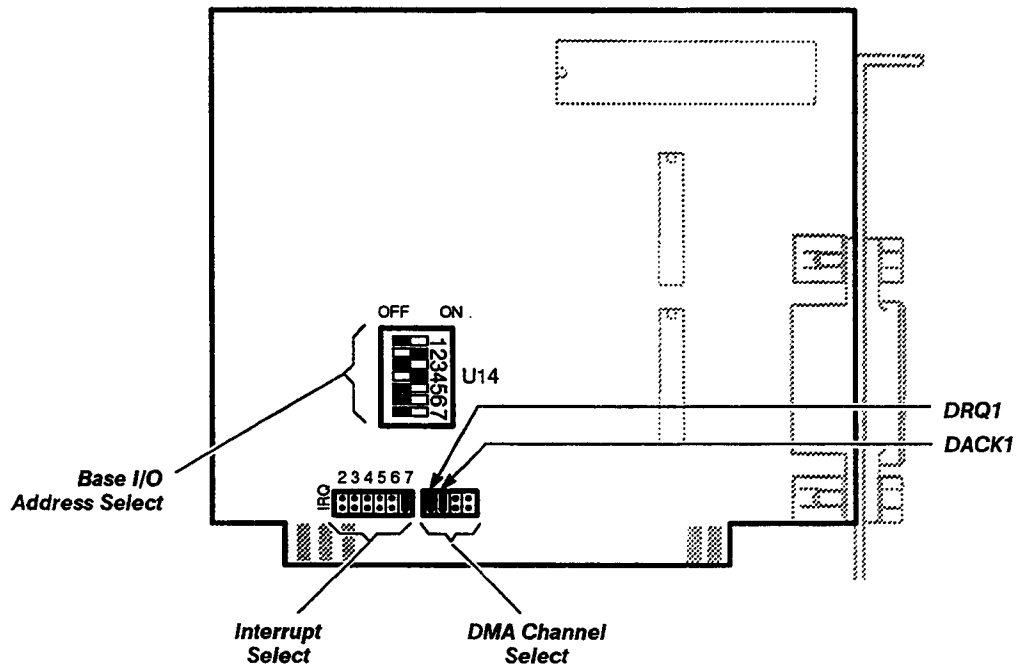 OFF ON .
1234567
U14
DRQ1
DACK1
Base I/O
Address Select
234567
IRQ
Interrupt
Select
DMA Channel
Select